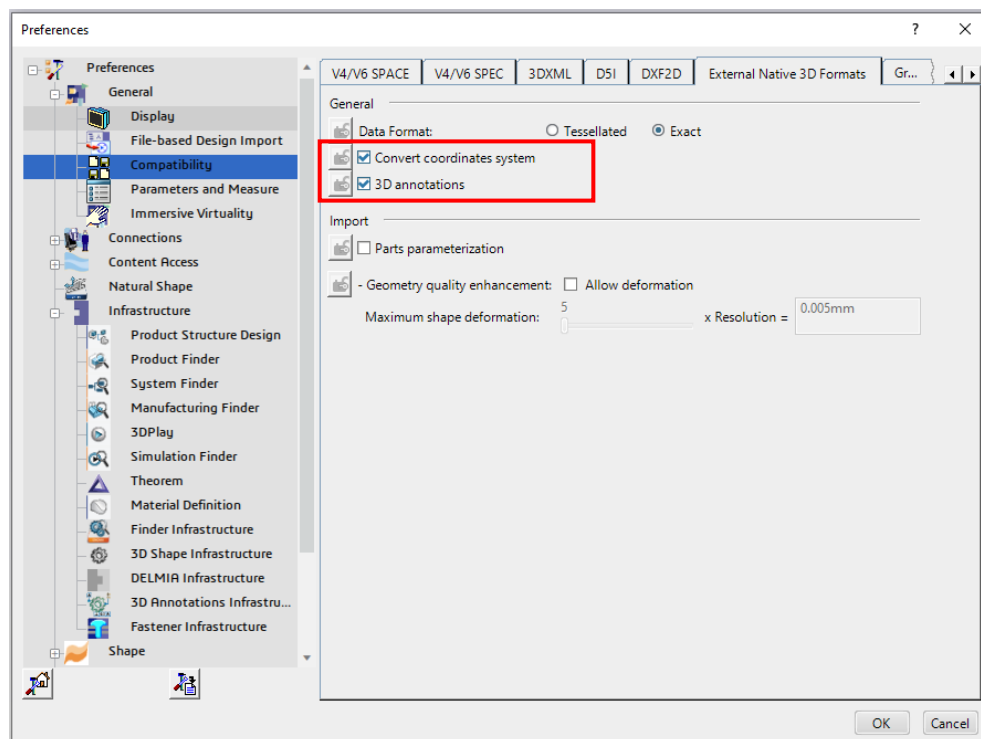 Preferences
?
Preferences
General
Display
File-based Design Import
Compatibility
Parameters and Measure
Immersive Virtuality
Connections
Content Access
Natural Shape
Infrastructure
Product Structure Design
Product Finder
System Finder
Manufacturing Finder
3DPlay
Simulation Finder
Theorem
Material Definition
Finder Infrastructure
3D Shape Infrastructure
DELMIA Infrastructure
3D Annotations Infrastru...
Fastener Infrastructure
Shape
V4/V6 SPACE V4/V6 SPEC 3DXML D5I DXF2D External Native 3D Formats Gr...
General
Data Format: Tessellated Exact
Convert coordinates system
3D annotations
Import
Parts parameterization
- Geometry quality enhancement: Allow deformation
Maximum shape deformation: 5 x Resolution = 0.005mm
OK Cancel